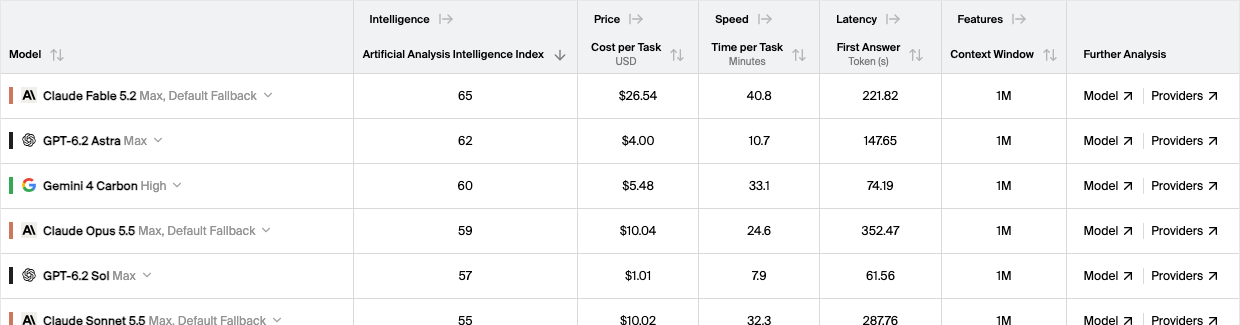 Intelligence Price Speed Latency Features
Model Artificial Analysis Intelligence Index Cost per Task USD Time per Task Minutes First Answer Token (s) Context Window Further Analysis
Claude Fable 5.2 Max, Default Fallback 65 $26.54 40.8 221.82 1M Model Providers
GPT-6.2 Astra Max 62 $4.00 10.7 147.65 1M Model Providers
Gemini 4 Carbon High 60 $5.48 33.1 74.19 1M Model Providers
Claude Opus 5.5 Max, Default Fallback 59 $10.04 24.6 352.47 1M Model Providers
GPT-6.2 Sol Max 57 $1.01 7.9 61.56 1M Model Providers
Claude Sonnet 5.5 Max, Default Fallback 55 $10.02 32.3 287.76 1M Model Providers